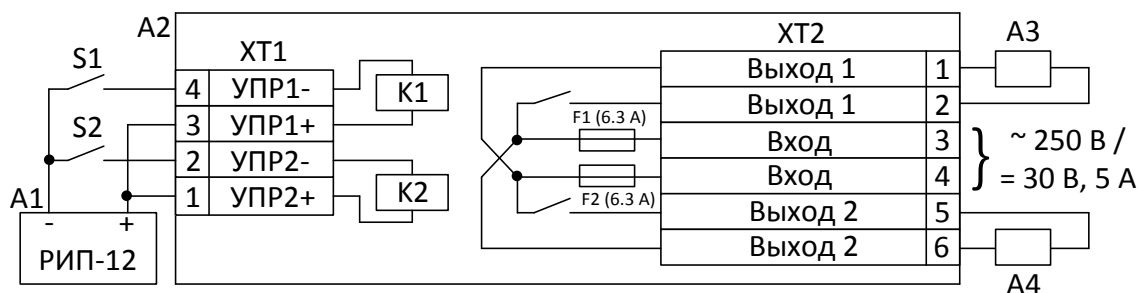 A2
ХТ1
ХТ2
A3
S1
4 УПР1-
K1
Выход 1 1
3 УПР1+
Выход 1 2
S2
F1 (6.3 А)
Вход 3
2 УПР2-
K2
Вход 4
~ 250 В /
= 30 В, 5 А
1 УПР2+
F2 (6.3 А)
Выход 2 5
A1
- +
РИП-12
Выход 2 6
A4